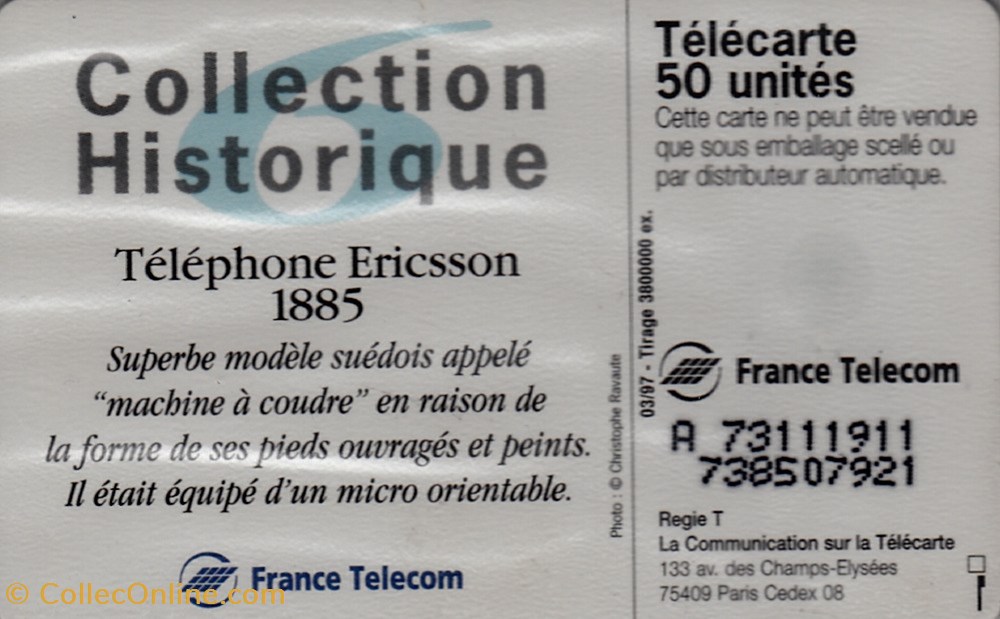 6
Collection
Historique
Téléphone Ericsson
1885
Superbe modèle suédois appelé
“machine à coudre” en raison de
la forme de ses pieds ouvragés et peints.
Il était équipé d'un micro orientable.
France Telecom
© CollecOnline.com
Photo : © Christophe Ravaute
03/97 - Tirage 3800000 ex.
Télécarte
50 unités
Cette carte ne peut être vendue
que sous emballage scellé ou
par distributeur automatique.
France Telecom
A 73111911
738507921
Regie T
La Communication sur la Télécarte
133 av. des Champs-Elysées
75409 Paris Cedex 08